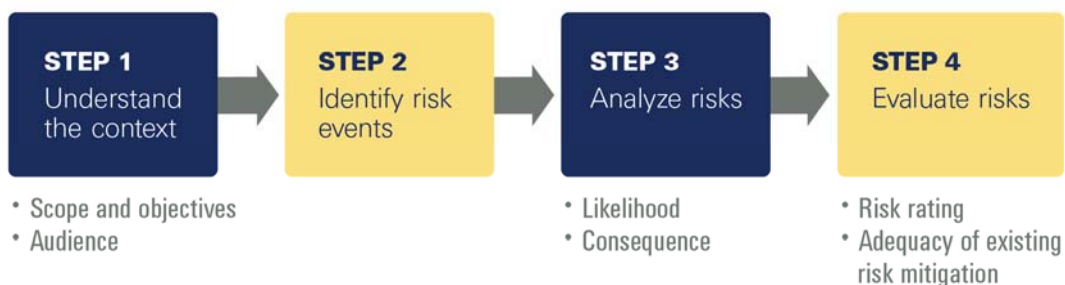 STEP 1
Understand
the context
STEP 2
Identify risk
events
STEP 3
Analyze risks
STEP 4
Evaluate risks
• Scope and objectives
• Audience
• Likelihood
• Consequence
• Risk rating
• Adequacy of existing
risk mitigation